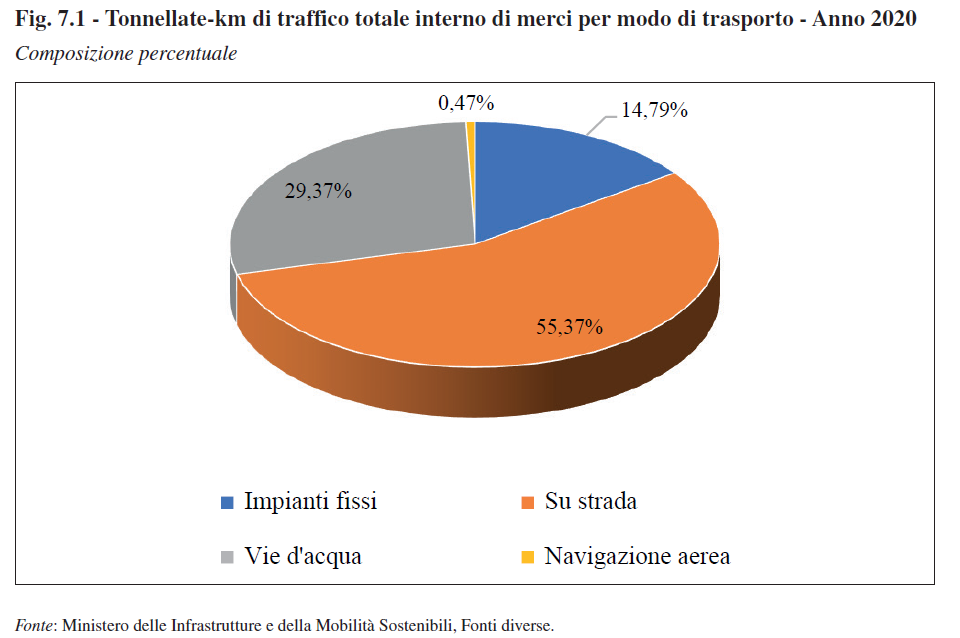 Fig. 7.1 - Tonnellate-km di traffico totale interno di merci per modo di trasporto - Anno 2020
Composizione percentuale
0,47%
14,79%
29,37%
55,37%
Impianti fissi
Su strada
Vie d'acqua
Navigazione aerea
Fonte: Ministero delle Infrastrutture e della Mobilità Sostenibili, Fonti diverse.